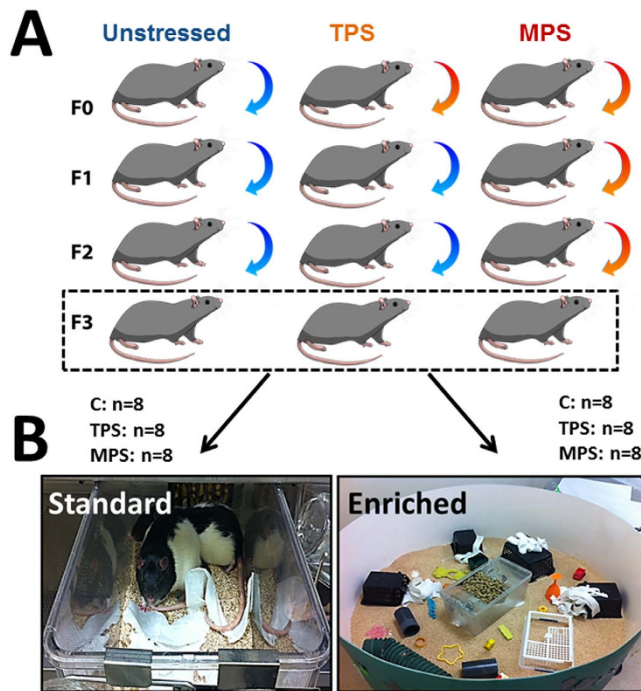 A
Unstressed TPS MPS
F0
F1
F2
F3
C: n=8
TPS: n=8
MPS: n=8
C: n=8
TPS: n=8
MPS: n=8
B
Standard
Enriched